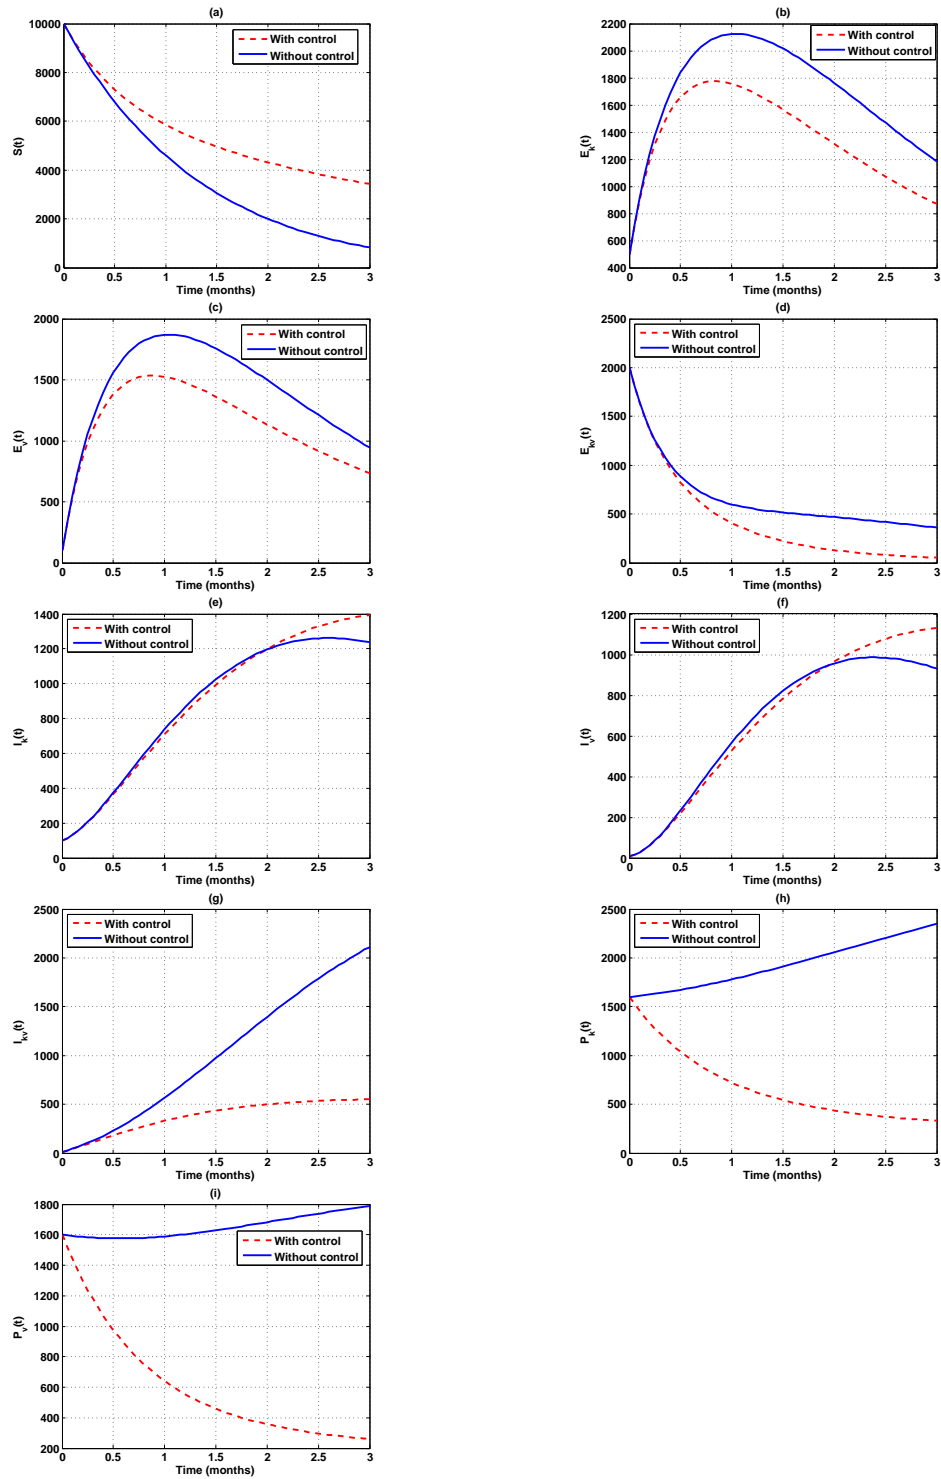 (a)
10000
8000
6000
4000
2000
0
S(t)
With control
Without control
0 0.5 1 1.5 2 2.5 3
Time (months)
(b)
2200
2000
1800
1600
1400
1200
1000
800
600
400
E_k(t)
With control
Without control
0 0.5 1 1.5 2 2.5 3
Time (months)
(c)
2000
1500
1000
500
0
E_v(t)
With control
Without control
0 0.5 1 1.5 2 2.5 3
Time (months)
(d)
2500
2000
1500
1000
500
0
E_kv(t)
With control
Without control
0 0.5 1 1.5 2 2.5 3
Time (months)
(e)
1400
1200
1000
800
600
400
200
0
I_k(t)
With control
Without control
0 0.5 1 1.5 2 2.5 3
Time (months)
(f)
1200
1000
800
600
400
200
0
I_v(t)
With control
Without control
0 0.5 1 1.5 2 2.5 3
Time (months)
(g)
2500
2000
1500
1000
500
0
I_kv(t)
With control
Without control
0 0.5 1 1.5 2 2.5 3
Time (months)
(h)
2500
2000
1500
1000
500
0
P_k(t)
With control
Without control
0 0.5 1 1.5 2 2.5 3
Time (months)
(i)
1800
1600
1400
1200
1000
800
600
400
200
P_v(t)
With control
Without control
0 0.5 1 1.5 2 2.5 3
Time (months)